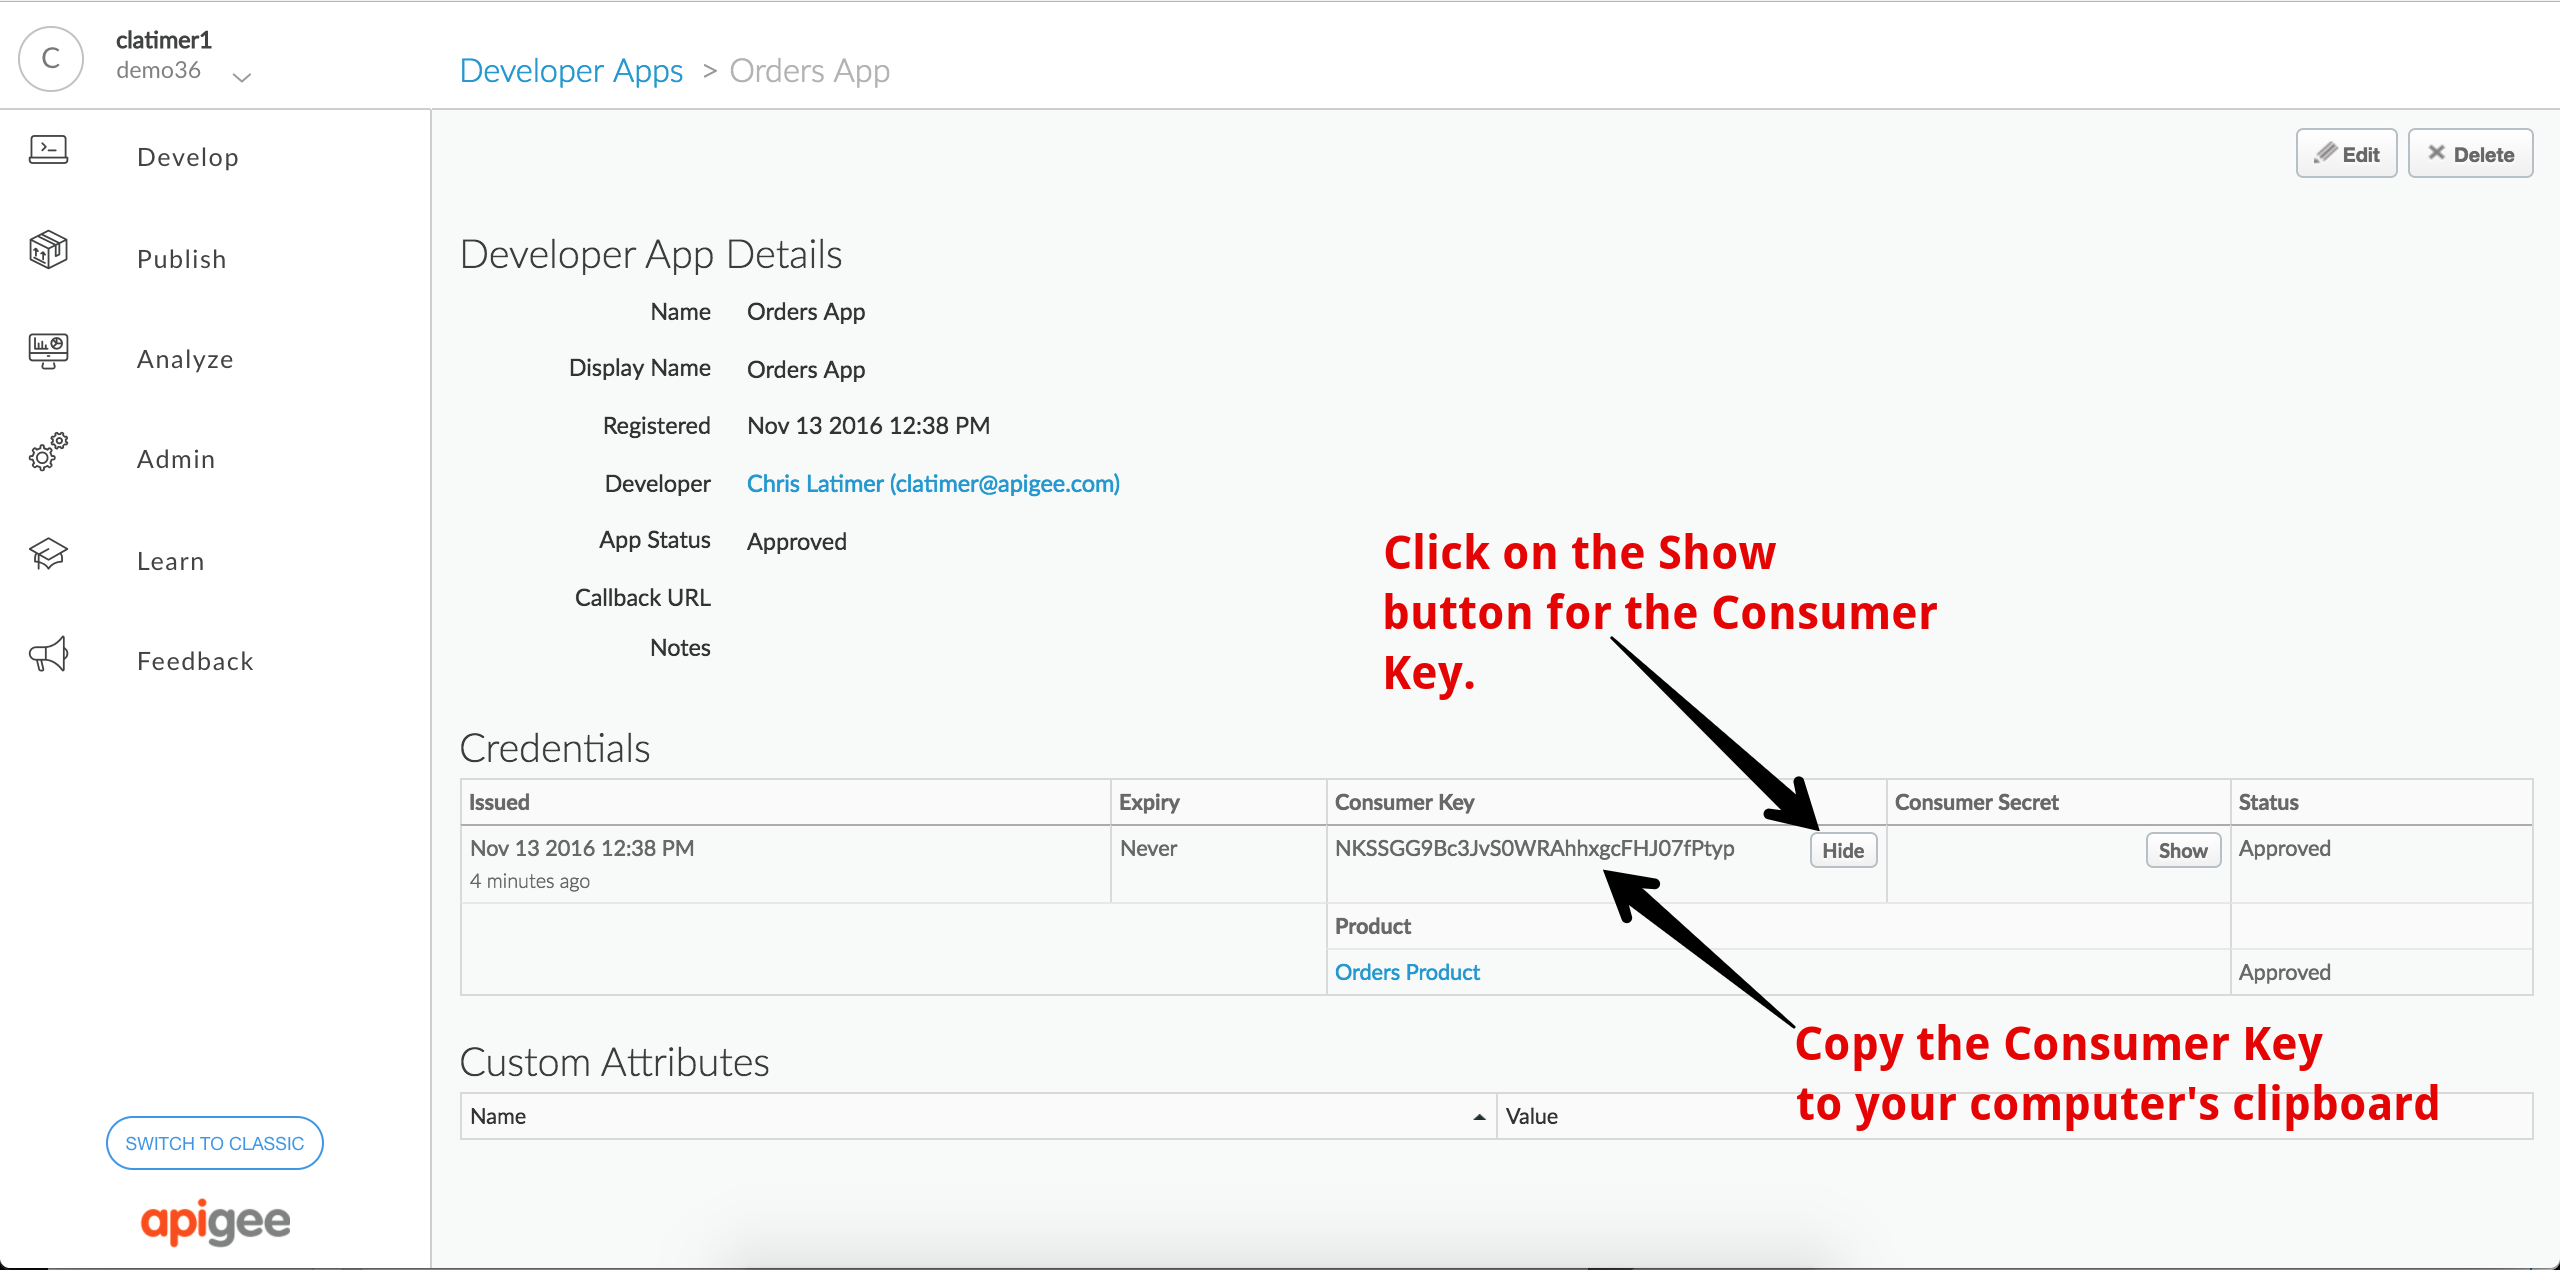 C
clatimer1
demo36
Developer Apps > Orders App
Develop
Publish
Analyze
Admin
Learn
Feedback
SWITCH TO CLASSIC
apigee
Edit
Delete
Developer App Details
Name Orders App
Display Name Orders App
Registered Nov 13 2016 12:38 PM
Developer Chris Latimer (clatimer@apigee.com)
App Status Approved
Callback URL
Notes
Click on the Show
button for the Consumer
Key.
Credentials
Issued Expiry Consumer Key Consumer Secret Status
Nov 13 2016 12:38 PM Never NKSSGG9Bc3JvS0WRAhhxgcFHJ07fPtyp Hide Show Approved
4 minutes ago
Product
Orders Product Approved
Copy the Consumer Key
to your computer's clipboard
Custom Attributes
Name Value